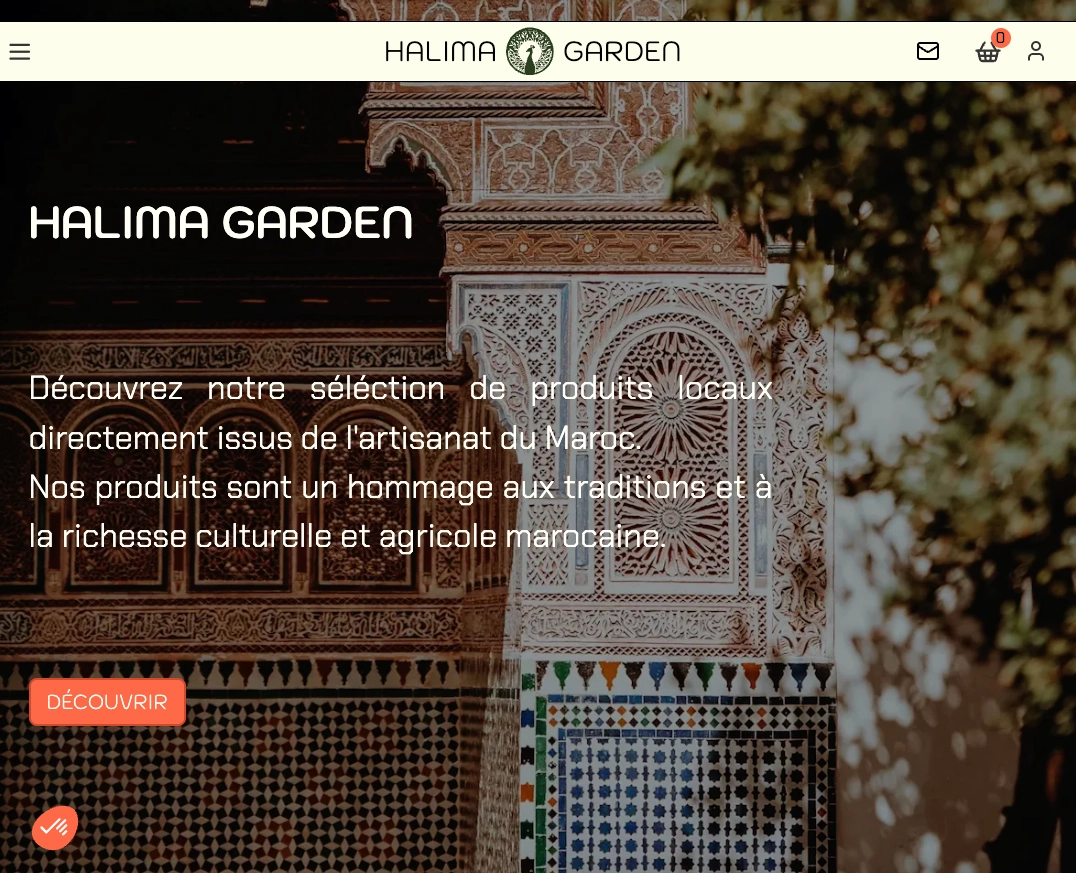 HALIMA GARDEN
0
HALIMA GARDEN
Découvrez notre séléction de produits locaux
directement issus de l'artisanat du Maroc.
Nos produits sont un hommage aux traditions et à
la richesse culturelle et agricole marocaine.
DÉCOUVRIR